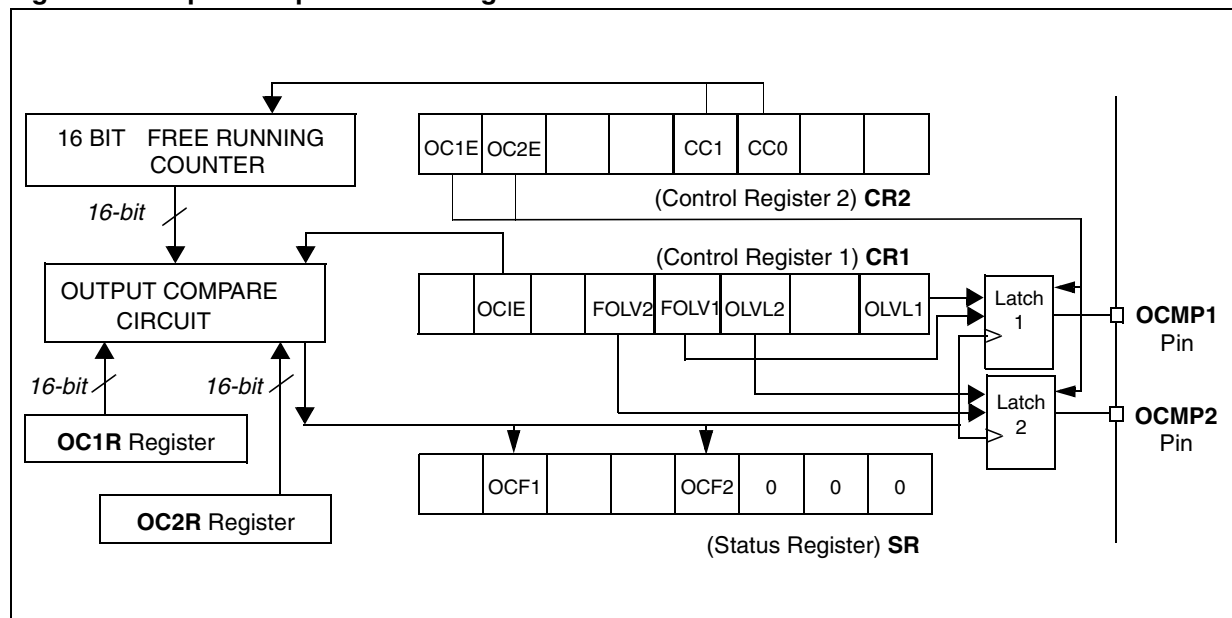 16 BIT FREE RUNNING
COUNTER
OC1E OC2E CC1 CC0
(Control Register 2) CR2
16-bit
(Control Register 1) CR1
OUTPUT COMPARE
CIRCUIT
OCIE FOLV2 FOLV1 OLVL2 OLVL1
Latch
1
OCMP1
Pin
16-bit 16-bit
Latch
2
OCMP2
Pin
OC1R Register
OCF1 OCF2 0 0 0
OC2R Register
(Status Register) SR